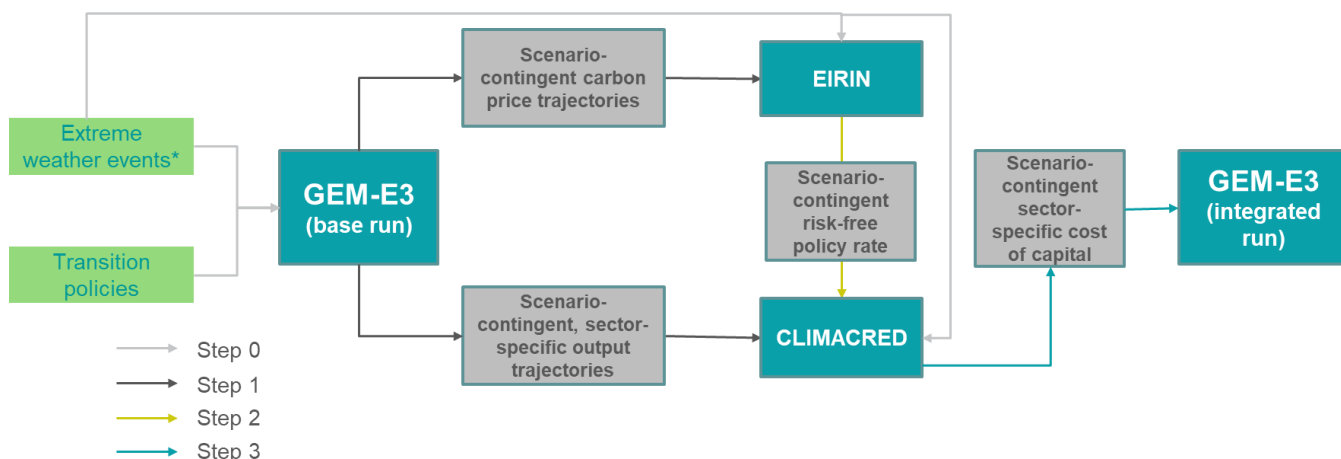 Extreme
weather events*
Transition
policies
GEM-E3
(base run)
Scenario-
contingent carbon
price trajectories
Scenario-
contingent, sector-
specific output
trajectories
EIRIN
Scenario-
contingent
risk-free
policy rate
CLIMACRED
Scenario-
contingent
sector-
specific cost
of capital
GEM-E3
(integrated
run)
Step 0
Step 1
Step 2
Step 3